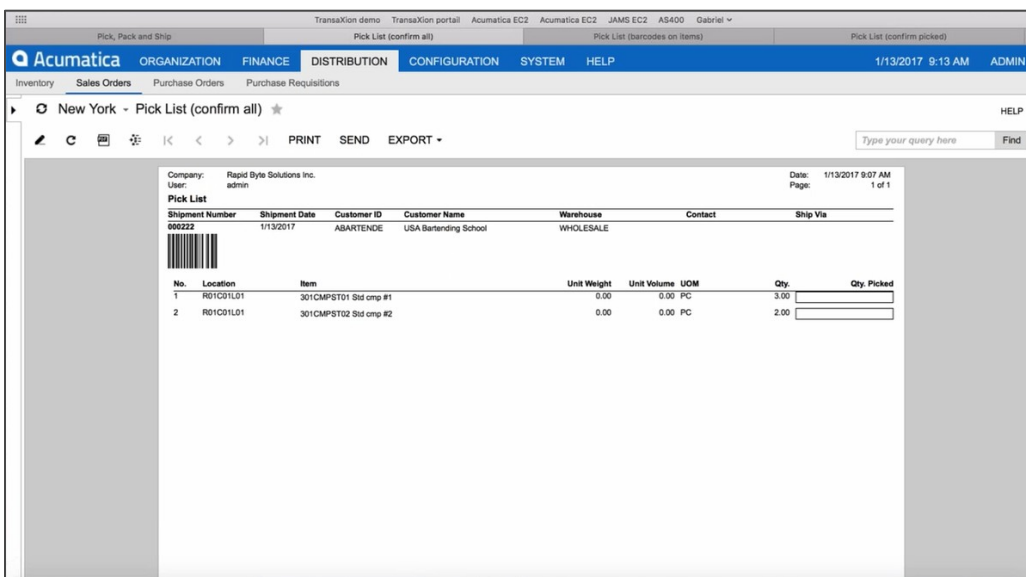 TransaXion demo TransaXion portail Acumatica EC2 Acumatica EC2 JAMS EC2 AS400 Gabriel
Pick, Pack and Ship Pick List (confirm all) Pick List (barcodes on items) Pick List (confirm picked)
Acumatica ORGANIZATION FINANCE DISTRIBUTION CONFIGURATION SYSTEM HELP 1/13/2017 9:13 AM ADMIN
Inventory Sales Orders Purchase Orders Purchase Requisitions
New York - Pick List (confirm all) HELP
PRINT SEND EXPORT Type your query here Find
Company: Rapid Byte Solutions Inc. Date: 1/13/2017 9:07 AM
User: admin Page: 1 of 1
Pick List
Shipment Number Shipment Date Customer ID Customer Name Warehouse Contact Ship Via
000222 1/13/2017 ABARTENDE USA Bartending School WHOLESALE
No. Location Item Unit Weight Unit Volume UOM Qty. Qty. Picked
1 R01C01L01 301CMPST01 Std cmp #1 0.00 0.00 PC 3.00
2 R01C01L01 301CMPST02 Std cmp #2 0.00 0.00 PC 2.00